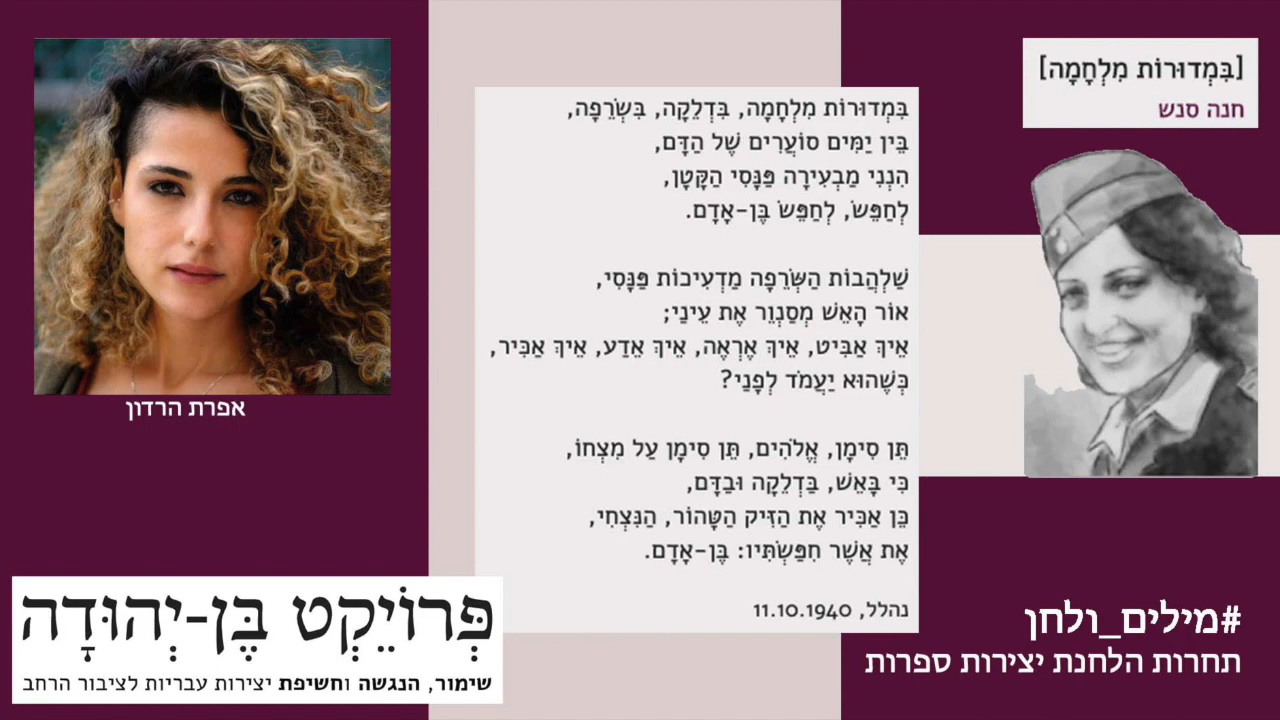 [בִּמְדוּרוֹת מִלְחָמָה]
חנה סנש
בִּמְדוּרוֹת מִלְחָמָה, בִּדְלֵקָה, בִּשְׂרֵפָה,
בֵּין יַמִּים סוֹעֲרִים שֶׁל הַדָּם,
הִנְנִי מַבְעִירָה פַּנָּסִי הַקָּטָן,
לְחַפֵּשׂ, לְחַפֵּשׂ בֶּן-אָדָם.
שַׁלְהֲבוֹת הַשְּׂרֵפָה מַדְעִיכוֹת פַּנָּסִי,
אוֹר הָאֵשׁ מְסַנְוֵר אֶת עֵינַי;
אֵיךְ אַבִּיט, אֵיךְ אֶרְאֶה, אֵיךְ אֵדַע, אֵיךְ אַכִּיר,
כְּשֶׁהוּא יַעֲמֹד לְפָנַי?
תֵּן סִימָן, אֱלֹהִים, תֵּן סִימָן עַל מִצְחוֹ,
כִּי בָּאֵשׁ, בַּדְּלֵקָה וּבַדָּם,
כֵּן אַכִּיר אֶת הַזִּיק הַטָּהוֹר, הַנִּצְחִי,
אֶת אֲשֶׁר חִפַּשְׂתִּיו: בֶּן-אָדָם.
נהלל, 11.10.1940
אפרת הרדון
פְּרוֹיֵקְט בֶּן-יְהוּדָה
שימור, הנגשה וחשיפת יצירות עבריות לציבור הרחב
#מילים_ולחן
תחרות הלחנת יצירות ספרות